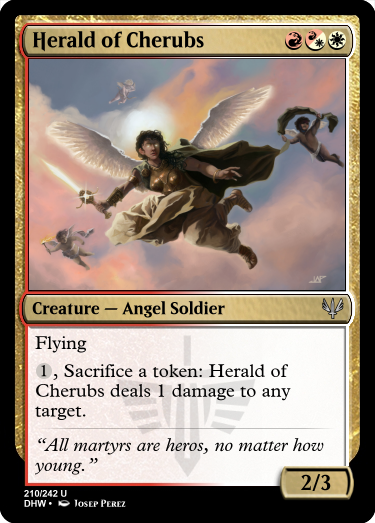 Herald of Cherubs
Creature — Angel Soldier
Flying
1, Sacrifice a token: Herald of
Cherubs deals 1 damage to any
target.
“All martyrs are heros, no matter how
young.”
2/3
210/242 U
DHW • Josep Perez